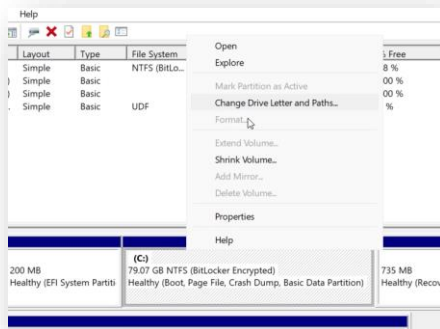 Help
Layout Type File System % Free
Simple Basic NTFS (BitLo... 8 %
Simple Basic 00 %
Simple Basic 00 %
Simple Basic UDF %
Open
Explore
Mark Partition as Active
Change Drive Letter and Paths...
Format...
Extend Volume...
Shrink Volume...
Add Mirror...
Delete Volume...
Properties
Help
(C:)
200 MB 79.07 GB NTFS (BitLocker Encrypted) 735 MB
Healthy (EFI System Partiti Healthy (Boot, Page File, Crash Dump, Basic Data Partition) Healthy (Recov